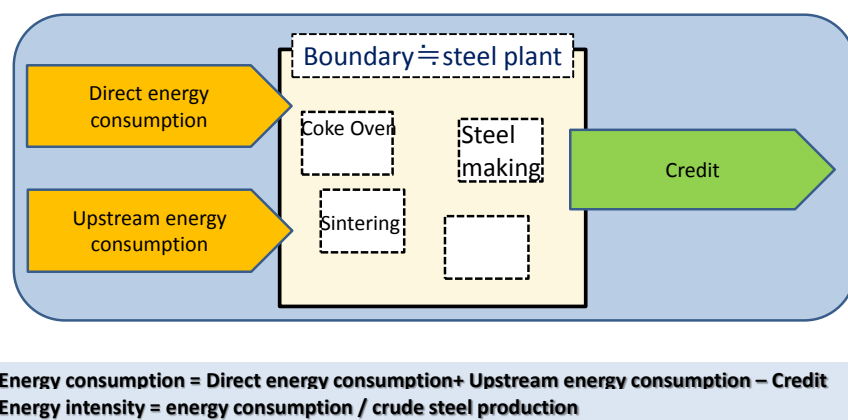 Boundary≒steel plant
Direct energy
consumption
Coke Oven
Steel
making
Credit
Upstream energy
consumption
Sintering
Energy consumption = Direct energy consumption+ Upstream energy consumption – Credit
Energy intensity = energy consumption / crude steel production